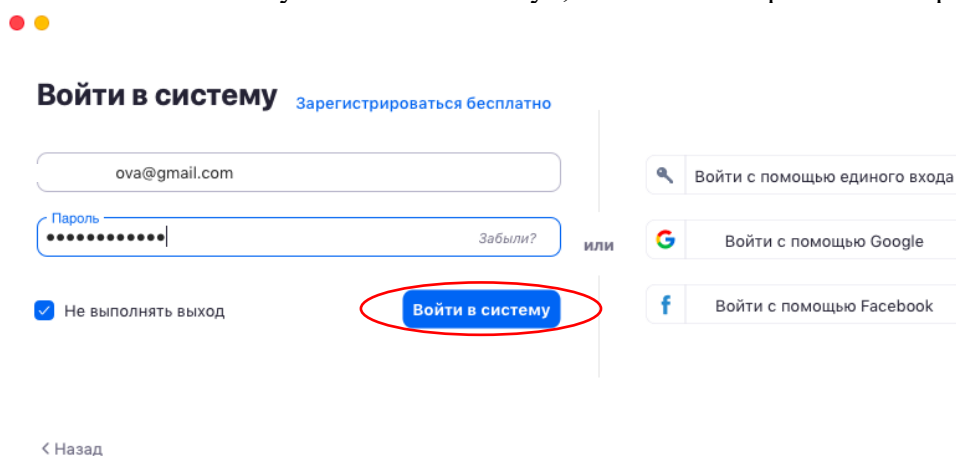 Войти в систему Зарегистрироваться бесплатно
ova@gmail.com
Пароль
•••••••••••• Забыли?
Не выполнять выход
Войти в систему
или
Войти с помощью единого входа
Войти с помощью Google
Войти с помощью Facebook
< Назад